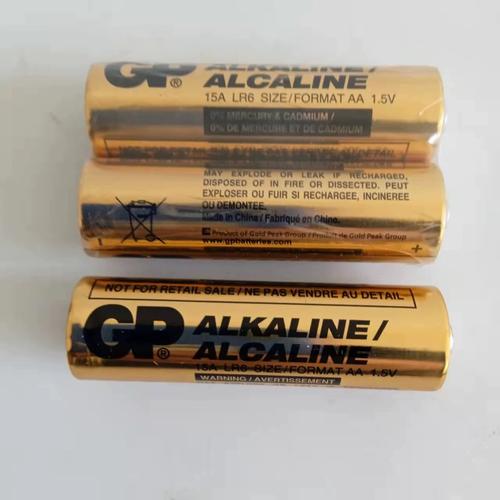 GP® ALKALINE/
ALCALINE
15A LR6 SIZE/FORMAT AA 1.5V
0% MERCURY & CADMIUM /
0% DE MERCURE ET DE CADMIUM
MAY EXPLODE OR LEAK IF RECHARGED,
DISPOSED OF IN FIRE OR DISSECTED. PEUT
EXPLOSER OU FUIR SI RECHARGEE, INCINEREE
OU DEMONTEE.
Made in China / Fabriqué en Chine.
Product of Gold Peak Group / Produit de Gold Peak Group
www.gpbatteries.com
- +
NOT FOR RETAIL SALE / NE PAS VENDRE AU DETAIL
GP® ALKALINE/
ALCALINE
15A LR6 SIZE/FORMAT AA 1.5V
WARNING / AVERTISSEMENT